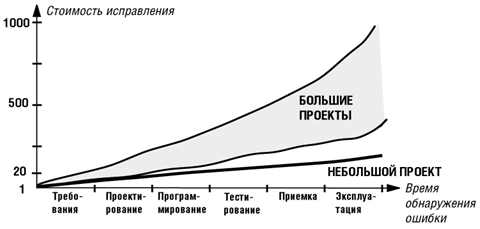 1000
Стоимость исправления
500
БОЛЬШИЕ
ПРОЕКТЫ
20
1
НЕБОЛЬШОЙ ПРОЕКТ
Требо-
вания
Проекти-
рование
Програм-
мирование
Тести-
рование
Приемка
Эксплуа-
тация
Время
обнаружения
ошибки